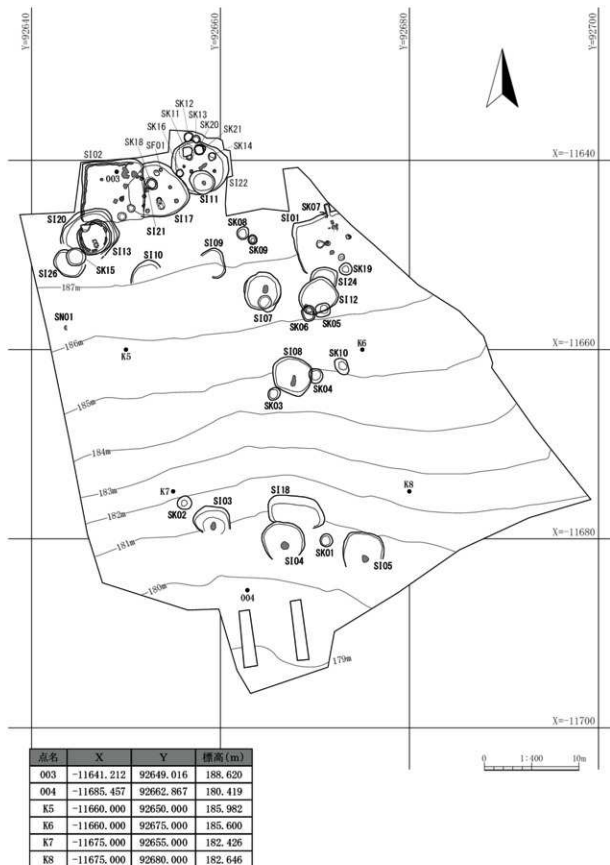 Y=92640
Y=92660
Y=92680
Y=92700
X=-11640
X=-11660
X=-11680
X=-11700
SK12
SK13
SK11
SK20
SK16
SK21
SK18
SF01
SK14
SI02
003
SI22
SI11
SI20
SI21
SI17
SI13
SK08
SK09
SI01
SK07
SI26
SK15
SI10
SI09
SK19
SI24
187m
SI12
SI07
SN01
SK06
SK05
186m
K5
K6
SI08
SK10
185m
SK04
SK03
184m
183m
K7
K8
182m
SK02
SI03
SI18
181m
SI04
SK01
SI05
180m
004
179m
0 1:400 10m
点名 X Y 標高(m)
003 -11641.212 92649.016 188.620
004 -11685.457 92662.867 180.419
K5 -11660.000 92650.000 185.982
K6 -11660.000 92675.000 185.600
K7 -11675.000 92655.000 182.426
K8 -11675.000 92680.000 182.646